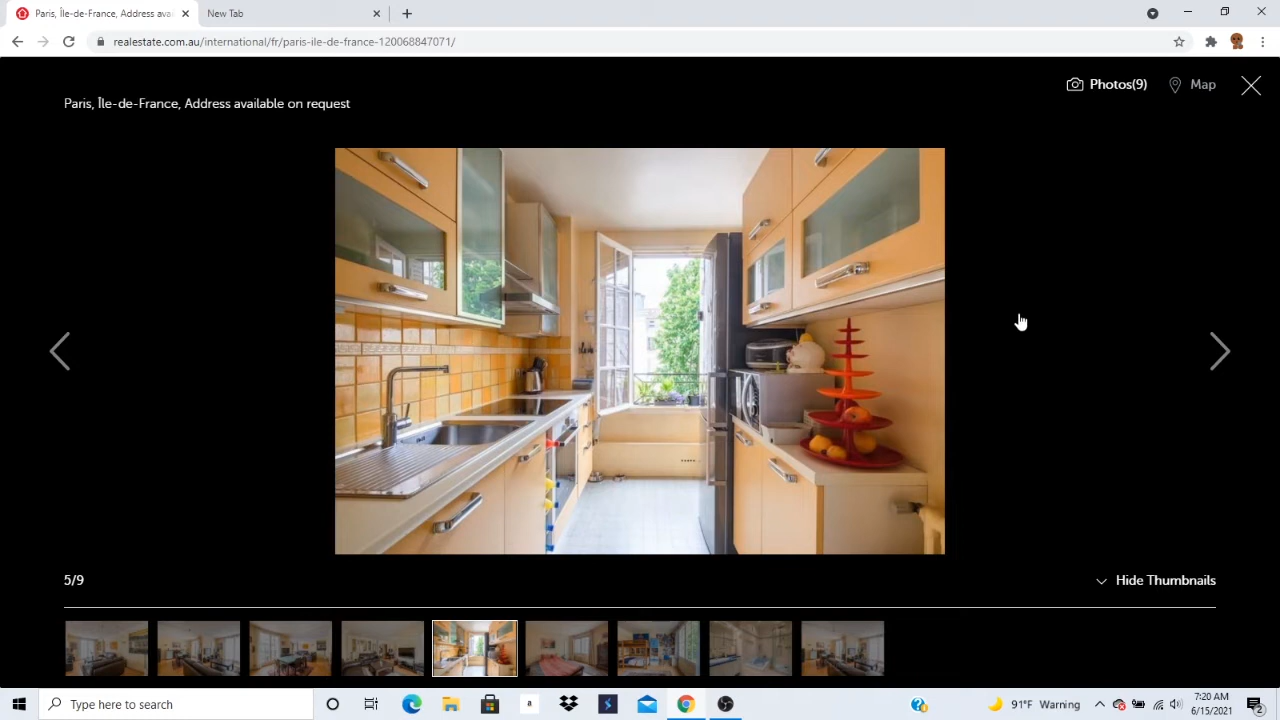 Paris, Île-de-France, Address ava
New Tab
realestate.com.au/international/fr/paris-ile-de-france-120068847071/
Photos(9)
Map
Paris, Île-de-France, Address available on request
5/9
Hide Thumbnails
Type here to search
a
91°F Warning
7:20 AM
6/15/2021
2